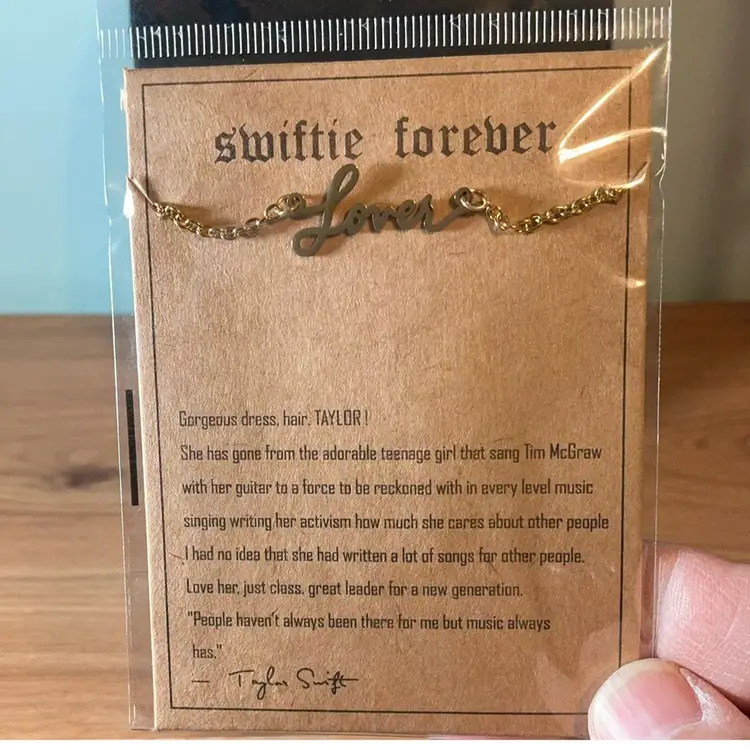 swiftie forever
Lover
Gorgeous dress, hair, TAYLOR !
She has gone from the adorable teenage girl that sang Tim McGraw
with her guitar to a force to be reckoned with in every level music
singing writing,her activism how much she cares about other people
I had no idea that she had written a lot of songs for other people.
Love her, just class, great leader for a new generation.
"People haven't always been there for me but music always
has."
— Taylor Swift